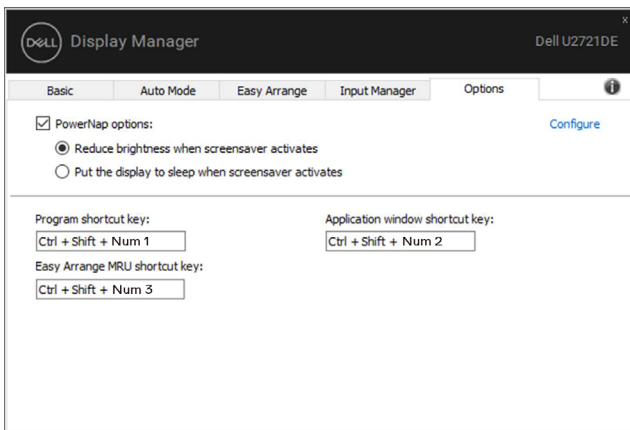 DELL Display Manager
Dell U2721DE
x
Basic Auto Mode Easy Arrange Input Manager Options i
PowerNap options:
Configure
Reduce brightness when screensaver activates
Put the display to sleep when screensaver activates
Program shortcut key:
Application window shortcut key:
Ctrl + Shift + Num 1
Ctrl + Shift + Num 2
Easy Arrange MRU shortcut key:
Ctrl + Shift + Num 3